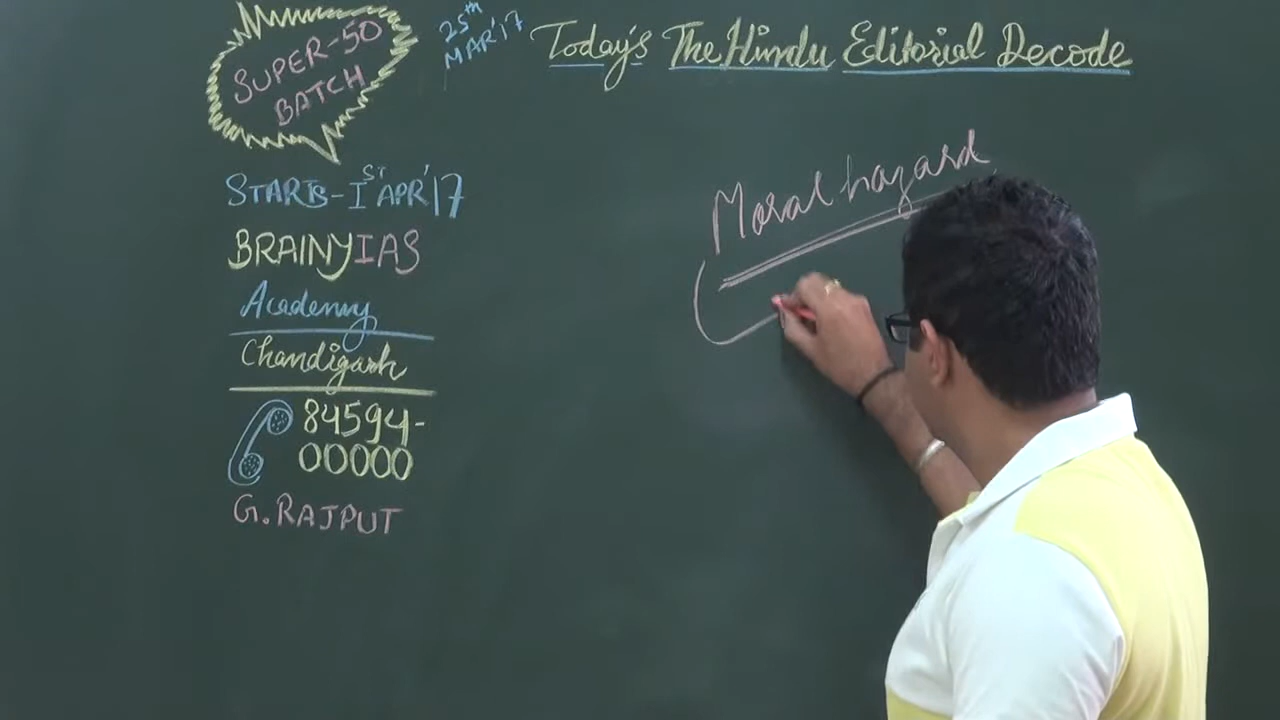 SUPER-50
BATCH
25th
MAR'17
Today's The Hindu Editorial Decode
STARTS-IST APR'17
BRAINYIAS
Academy
Chandigarh
84594-
00000
G. RAJPUT
Moral hazard